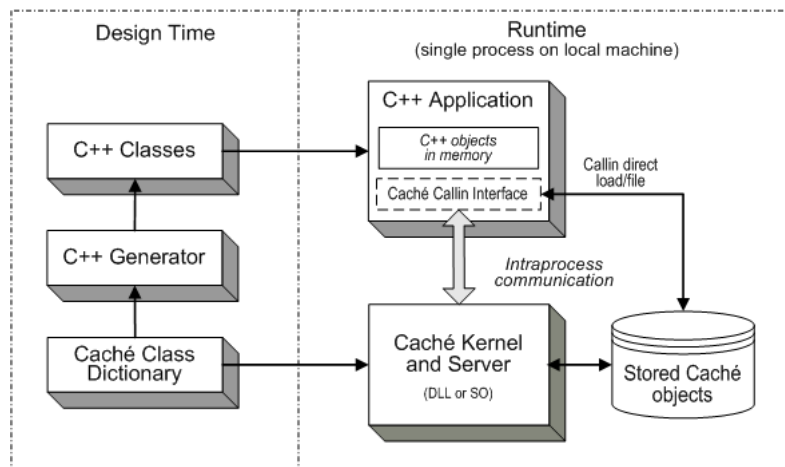 Design Time
Runtime
(single process on local machine)
C++ Application
C++ objects
in memory
Caché Callin Interface
C++ Classes
Callin direct
load/file
C++ Generator
Intraprocess
communication
Caché Class
Dictionary
Caché Kernel
and Server
(DLL or SO)
Stored Caché
objects